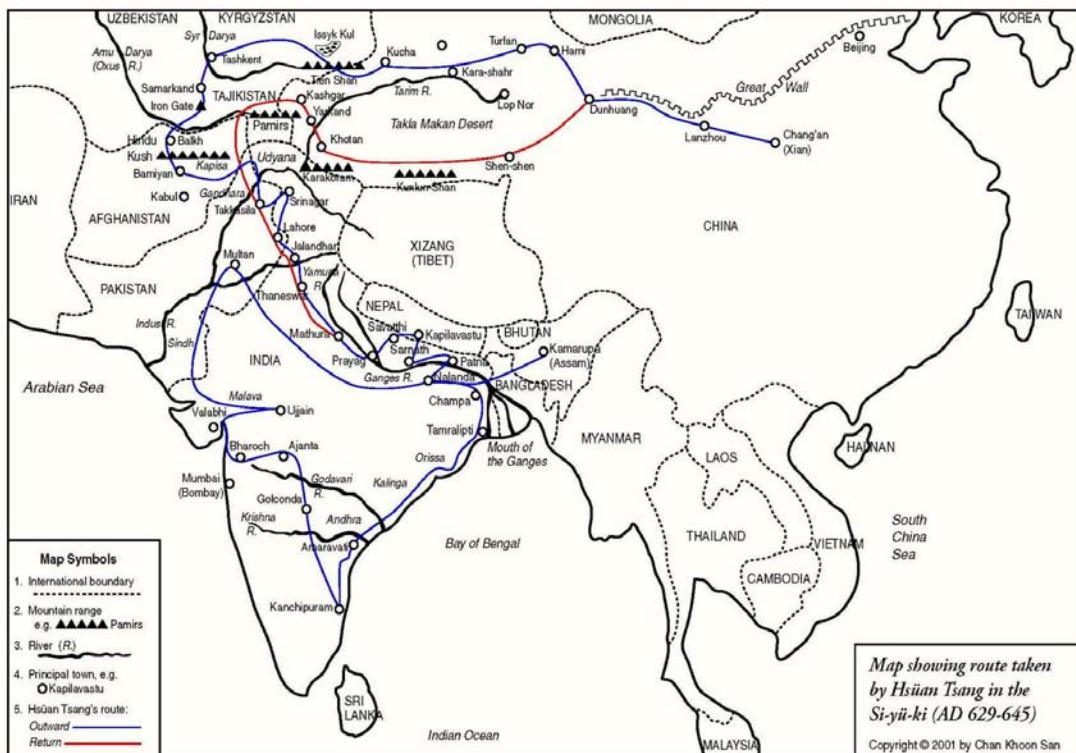 UZBEKISTAN
KYRGYZSTAN
MONGOLIA
KOREA
Syr Darya
Issyk Kul
Amu Darya
(Oxus R.)
Tashkent
Kucha
Turfan
Hami
Beijing
Tien Shan
Kara-shahr
Samarkand
TAJIKISTAN
Kashgar
Tarim R.
Lop Nor
Great Wall
Iron Gate
Yarkand
Dunhuang
Pamirs
Takla Makan Desert
Lanzhou
Chang'an
(Xian)
Hindu
Kush
Balkh
Khotan
Kapisa
Udyana
Shen-shen
Bamiyan
Karakoram
Kunlun Shan
Gandhara
Kabul
Takkasila
Srinagar
IRAN
AFGHANISTAN
Lahore
XIZANG
(TIBET)
CHINA
Multan
Jalandhar
Yamuna
R.
PAKISTAN
Thaneswar
NEPAL
Indus R.
Savatthi
Kapilavastu
BHUTAN
TAIWAN
Sindh
Mathura
Sarnath
Kamarupa
(Assam)
INDIA
Prayag
Patna
Ganges R.
Nalanda
BANGLADESH
Arabian Sea
Malava
Champa
Valabhi
Ujjain
Tamralipti
MYANMAR
HAINAN
Bharoch
Ajanta
Orissa
Mouth of
the Ganges
LAOS
Mumbai
(Bombay)
Godavari
R.
Kalinga
Golconda
Krishna
R.
Andhra
Amaravati
Bay of Bengal
THAILAND
VIETNAM
South
China
Sea
CAMBODIA
Kanchipuram
SRI
LANKA
Indian Ocean
MALAYSIA
Map Symbols
1. International boundary
2. Mountain range
e.g. Pamirs
3. River (R.)
4. Principal town, e.g.
Kapilavastu
5. Hsüan Tsang's route:
Outward
Return
Map showing route taken
by Hsüan Tsang in the
Si-yü-ki (AD 629-645)
Copyright © 2001 by Chan Khoon San